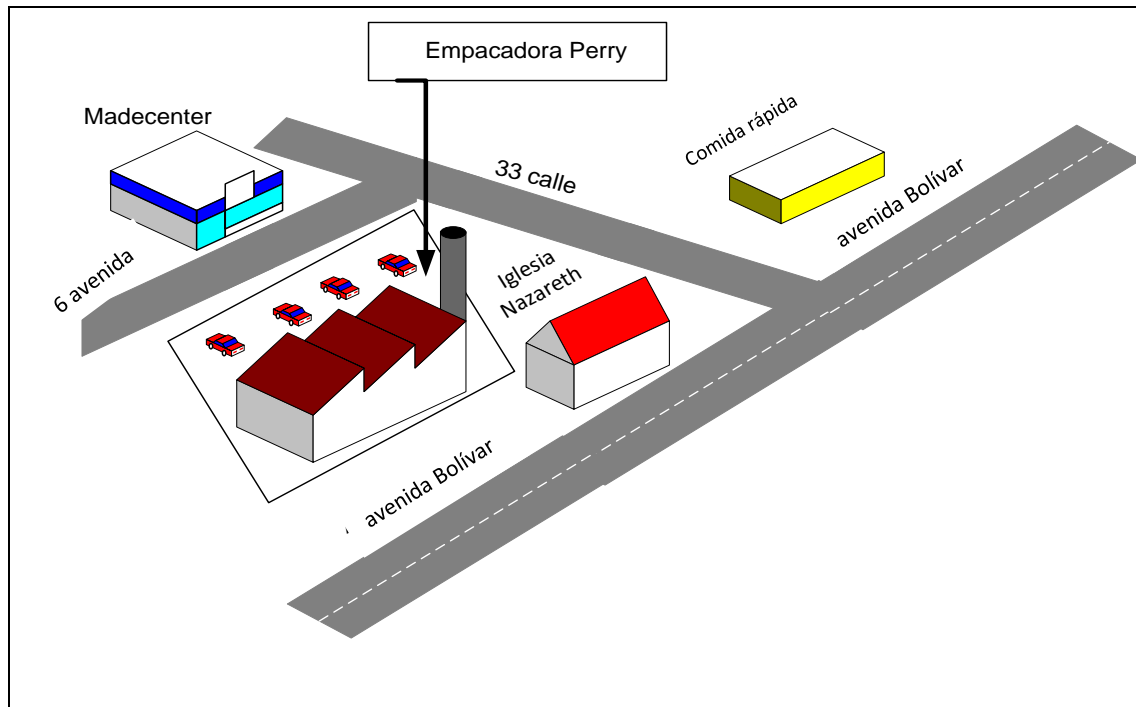 Empacadora Perry
Madecenter
Comida rápida
33 calle
avenida Bolívar
6 avenida
Iglesia
Nazareth
avenida Bolívar